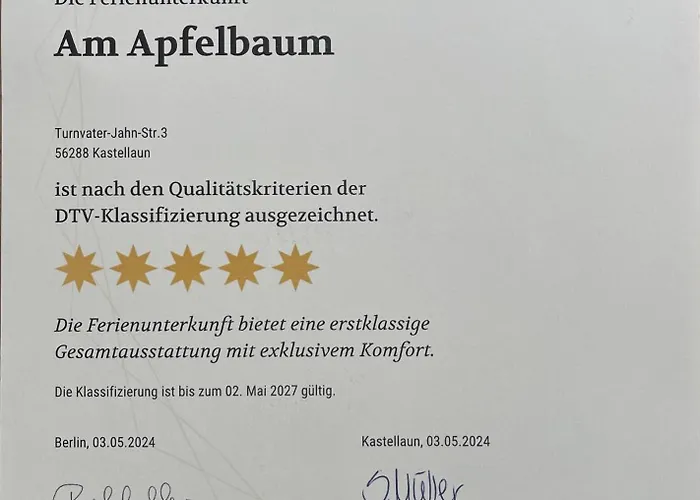 Die Ferienunterkunft
Am Apfelbaum
Turnvater-Jahn-Str.3
56288 Kastellaun
ist nach den Qualitätskriterien der
DTV-Klassifizierung ausgezeichnet.
Die Ferienunterkunft bietet eine erstklassige
Gesamtausstattung mit exklusivem Komfort.
Die Klassifizierung ist bis zum 02. Mai 2027 gültig.
Berlin, 03.05.2024
Kastellaun, 03.05.2024